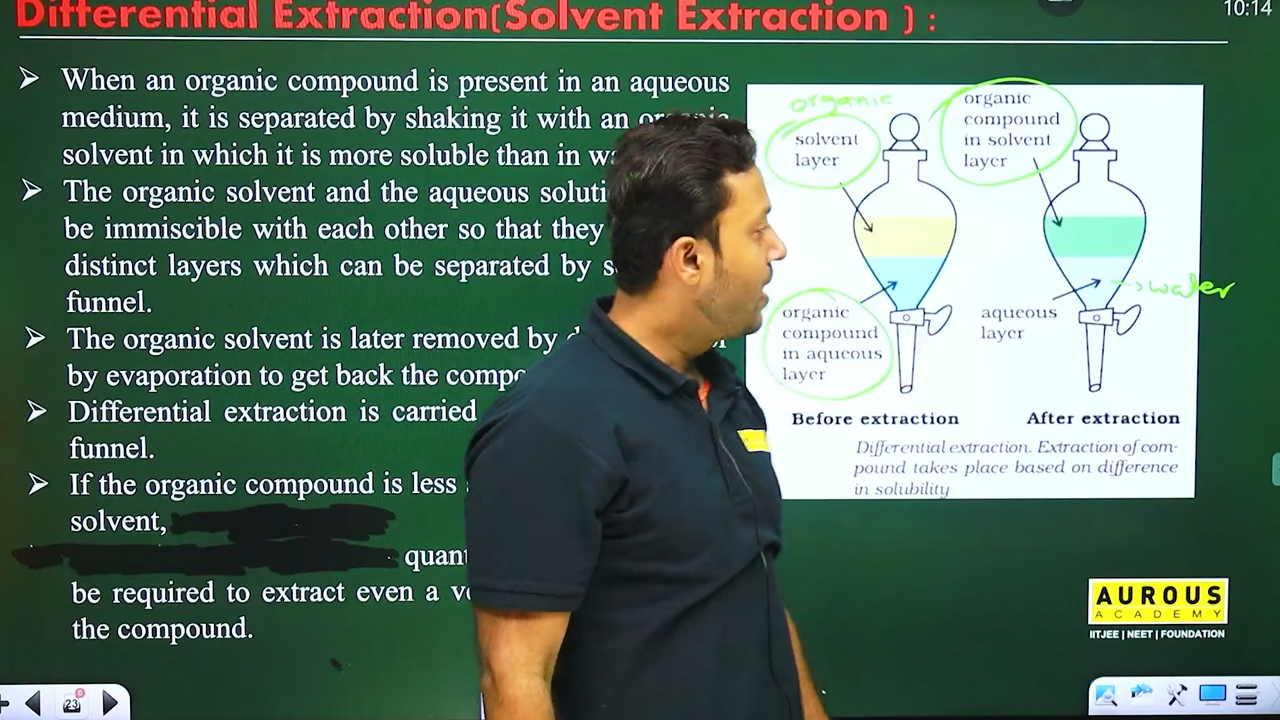 Differential Extraction(Solvent Extraction ) :
10:14
➤ When an organic compound is present in an aqueous
medium, it is separated by shaking it with an organic
solvent in which it is more soluble than in
➤ The organic solvent and the aqueous
be immiscible with each other so that they
distinct layers which can be separated by
funnel.
➤ The organic solvent is later removed by
by evaporation to get back the
➤ Differential extraction is carried
funnel.
➤ If the organic compound is less
solvent,
be required to extract even a
the compound.
organic
solvent
layer
organic
compound
in solvent
layer
organic
compound
in aqueous
layer
aqueous
layer
→ water
Before extraction
After extraction
Differential extraction. Extraction of com-
pound takes place based on difference
in solubility
AUROUS
ACADEMY
IITJEE | NEET | FOUNDATION
23
0